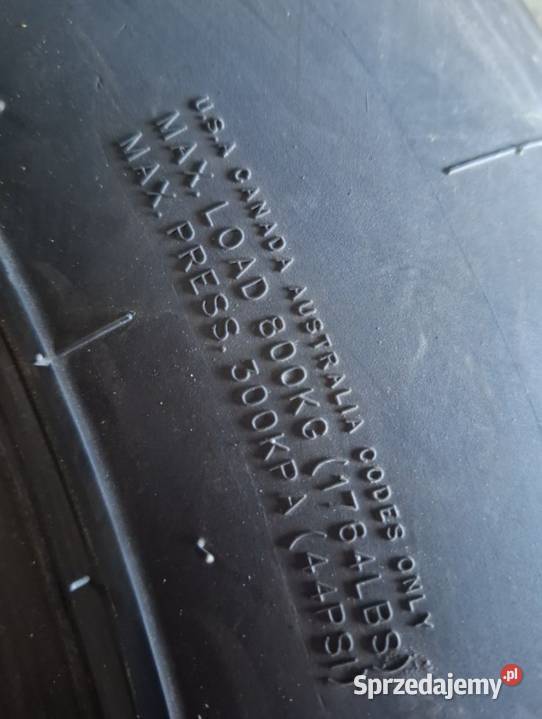 U.S.A CANADA AUSTRALIA CODES ONLY
MAX. LOAD 800KG (1764LBS)
MAX. PRESS. 300KPA (44PSI)
Sprzedajemy.pl